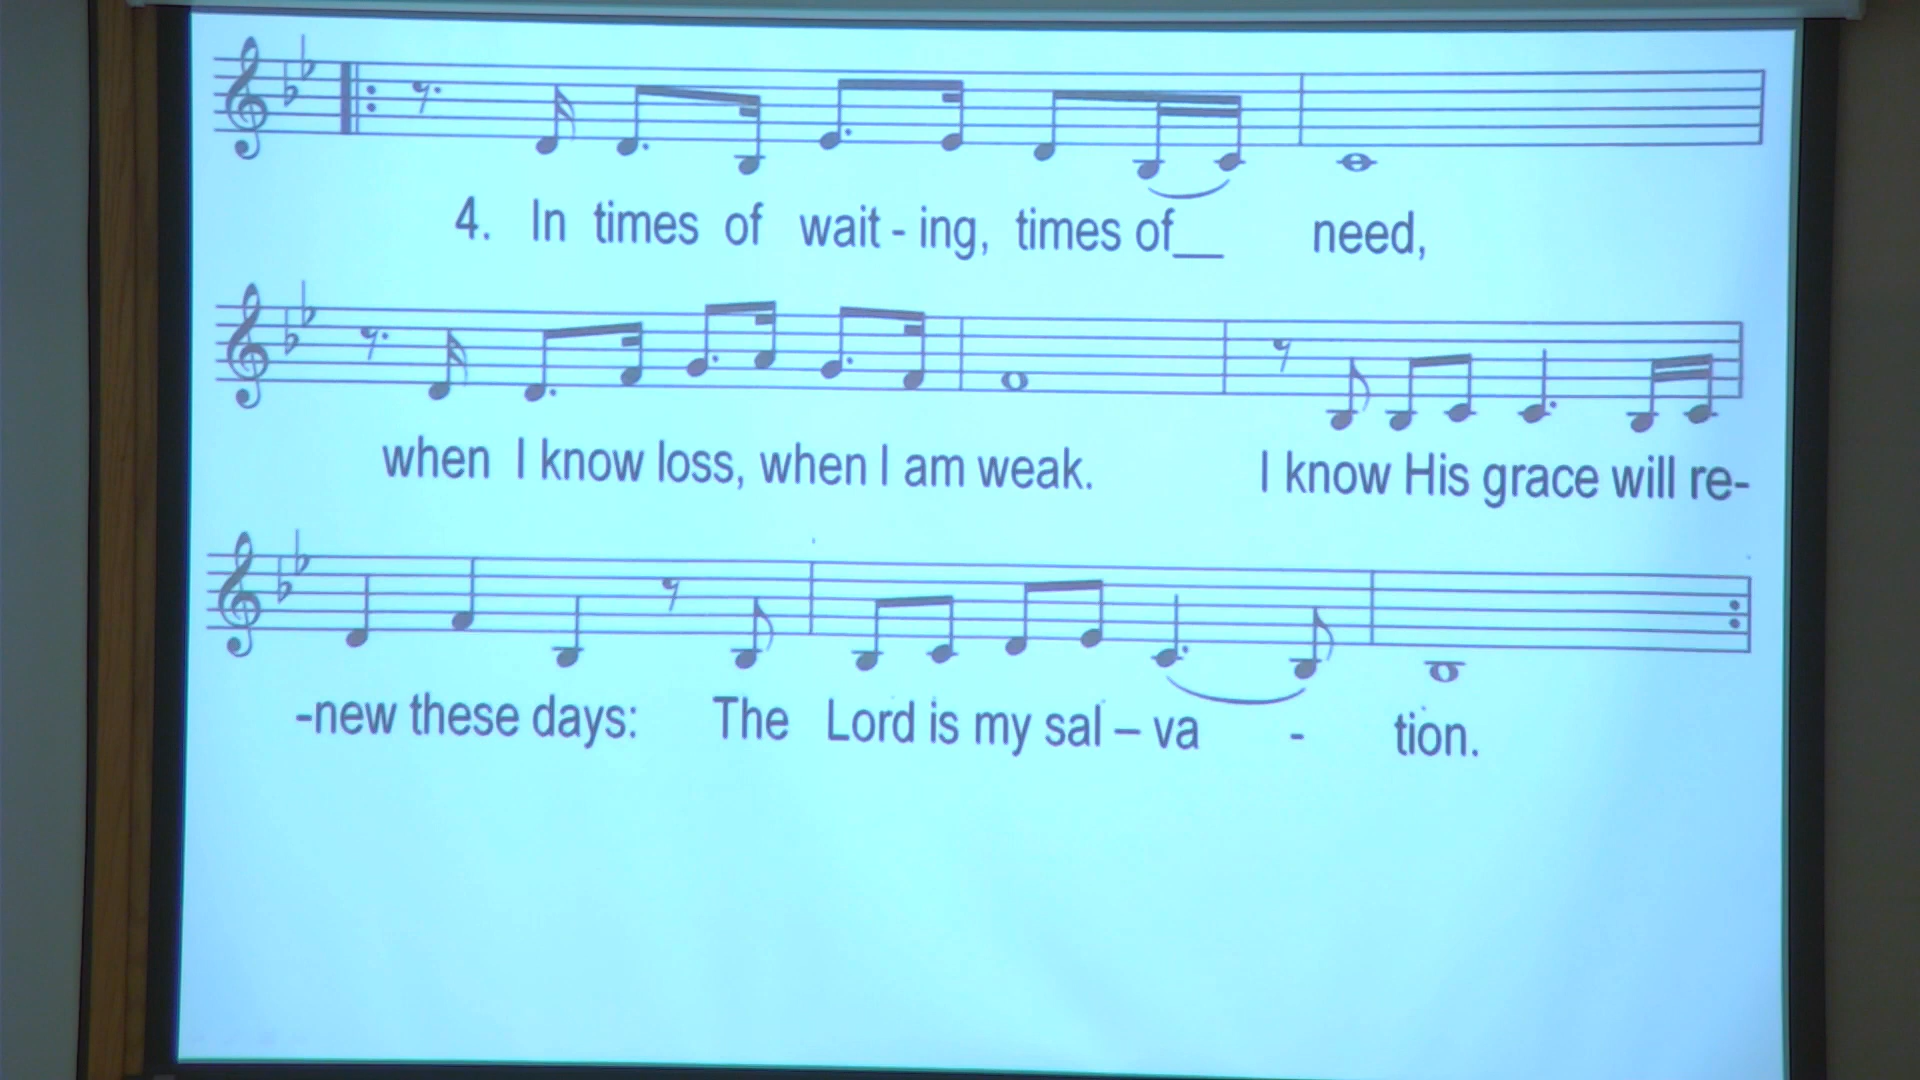 4. In times of wait - ing, times of__ need,
when I know loss, when I am weak. I know His grace will re-
-new these days: The Lord is my sal – va - tion.